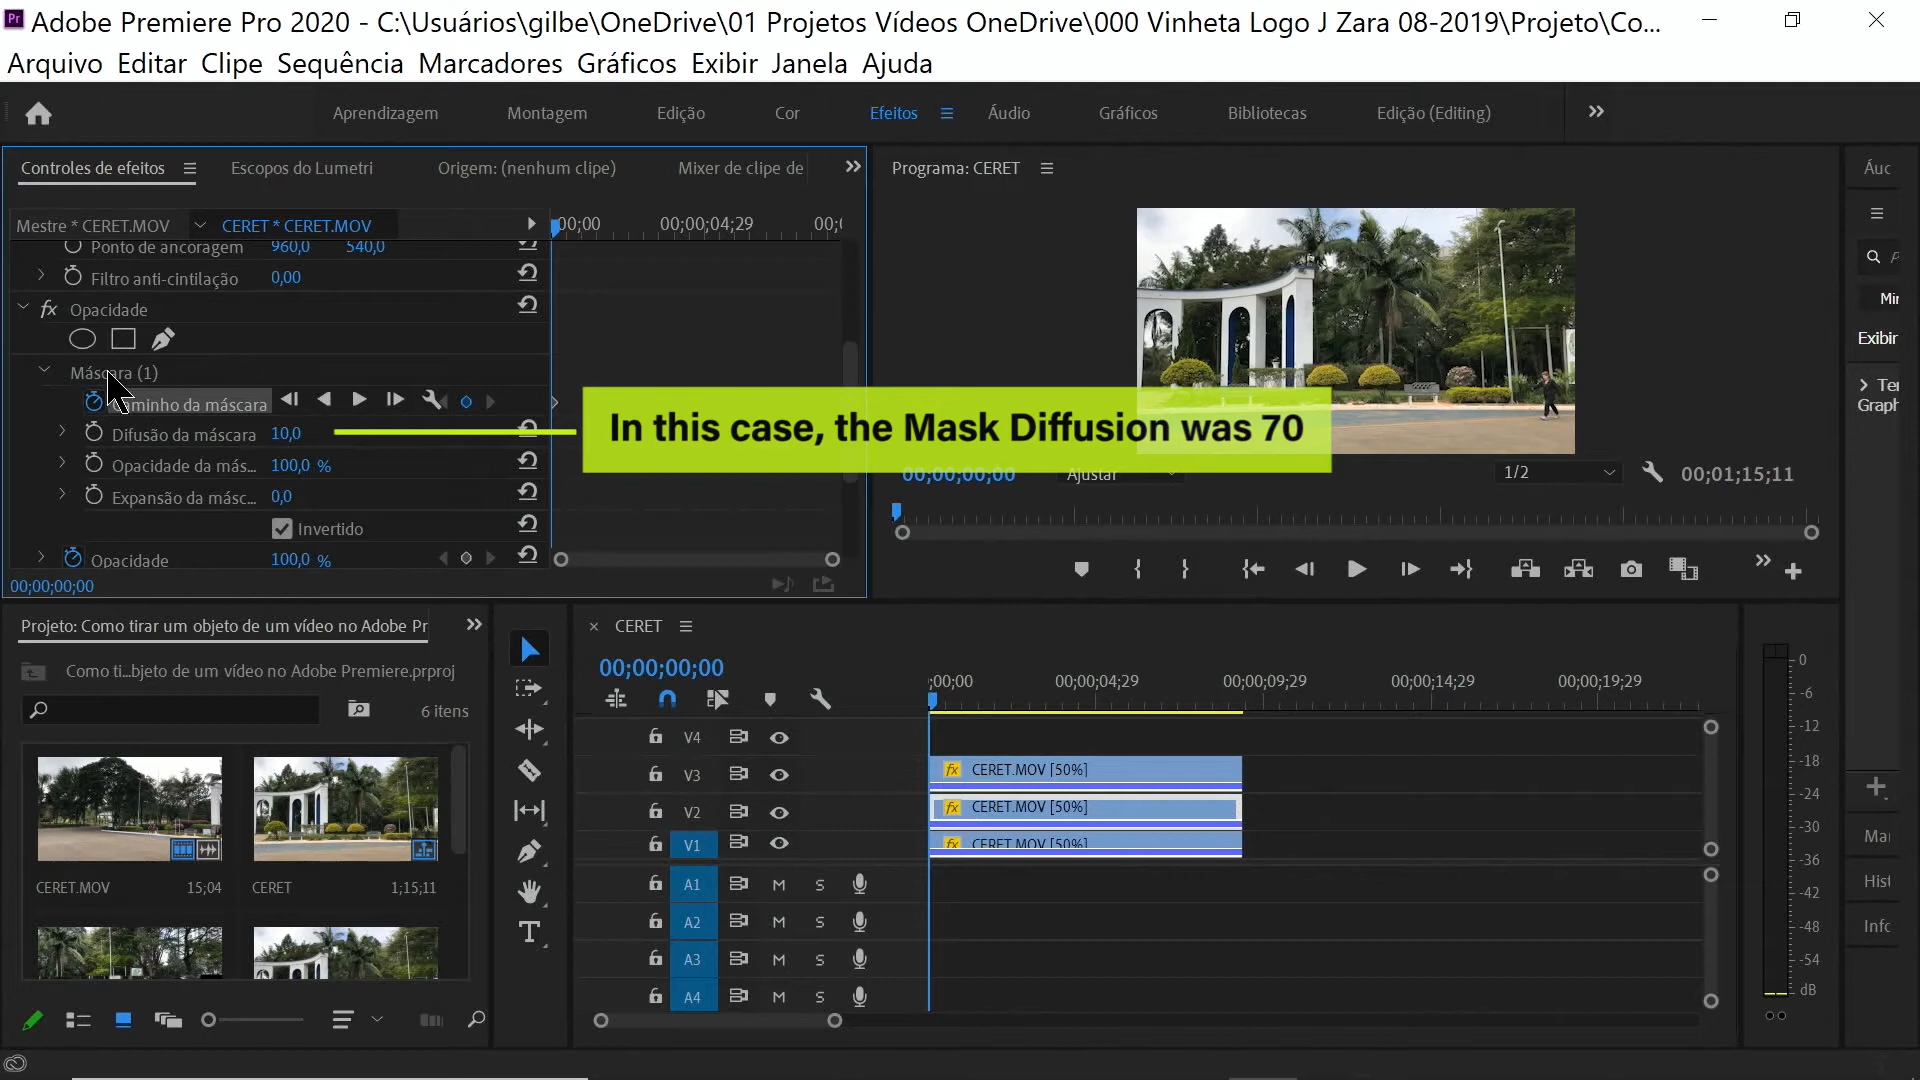 Pr Adobe Premiere Pro 2020 - C:\Usuários\gilbe\OneDrive\01 Projetos Vídeos OneDrive\000 Vinheta Logo J Zara 08-2019\Projeto\Co...
Arquivo Editar Clipe Sequência Marcadores Gráficos Exibir Janela Ajuda
Aprendizagem Montagem Edição Cor Efeitos Áudio Gráficos Bibliotecas Edição (Editing)
Controles de efeitos Escopos do Lumetri Origem: (nenhum clipe) Mixer de clipe de
Programa: CERET
Mestre * CERET.MOV CERET * CERET.MOV
00;00 00;00;04;29 00;
Ponto de ancoragem 960,0 540,0
Filtro anti-cintilação 0,00
fx Opacidade
Máscara (1)
Caminho da máscara
Difusão da máscara 10,0
Opacidade da más... 100,0 %
Expansão da másc... 0,0
Invertido
Opacidade 100,0 %
00;00;00;00
In this case, the Mask Diffusion was 70
00;00;00;00 Ajustar 1/2 00;01;15;11
Min
Exibir
Graph
Projeto: Como tirar um objeto de um vídeo no Adobe Pr
Como ti...bjeto de um vídeo no Adobe Premiere.prproj
6 itens
CERET.MOV 15;04 CERET 1;15;11
× CERET
00;00;00;00
;00;00 00;00;04;29 00;00;09;29 00;00;14;29 00;00;19;29
V4
V3 fx CERET.MOV [50%]
V2 fx CERET.MOV [50%]
V1 fx CERET.MOV [50%]
A1 M S
A2 M S
A3 M S
A4 M S
0
-6
-12
-18
-24
-30
-36
-42
-48
-54
dB
Hist
Info